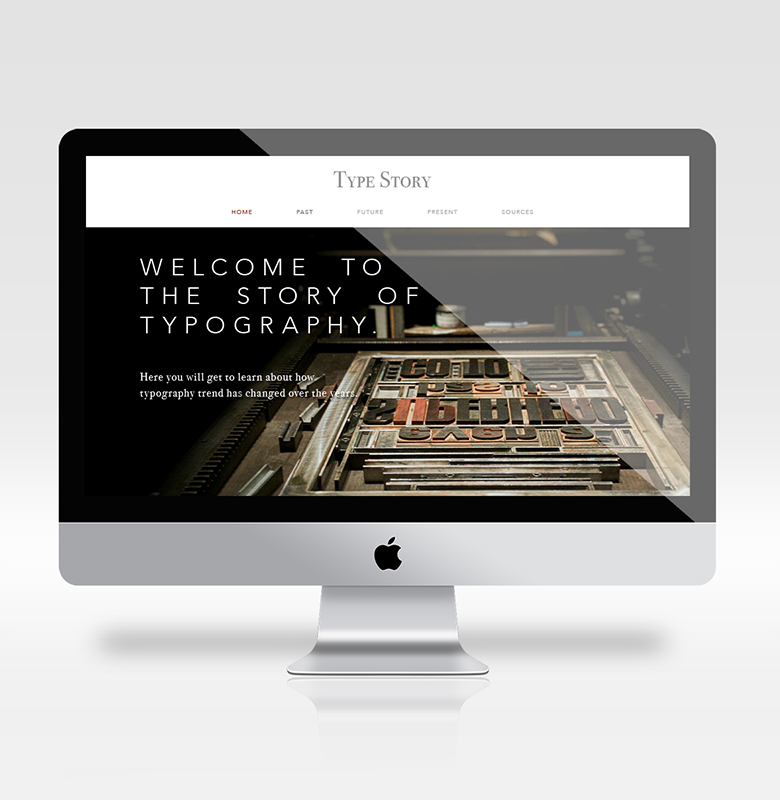 Type Story
HOME PAST FUTURE PRESENT SOURCES
WELCOME TO
THE STORY OF
TYPOGRAPHY.
Here you will get to learn about how
typography trend has changed over the years.